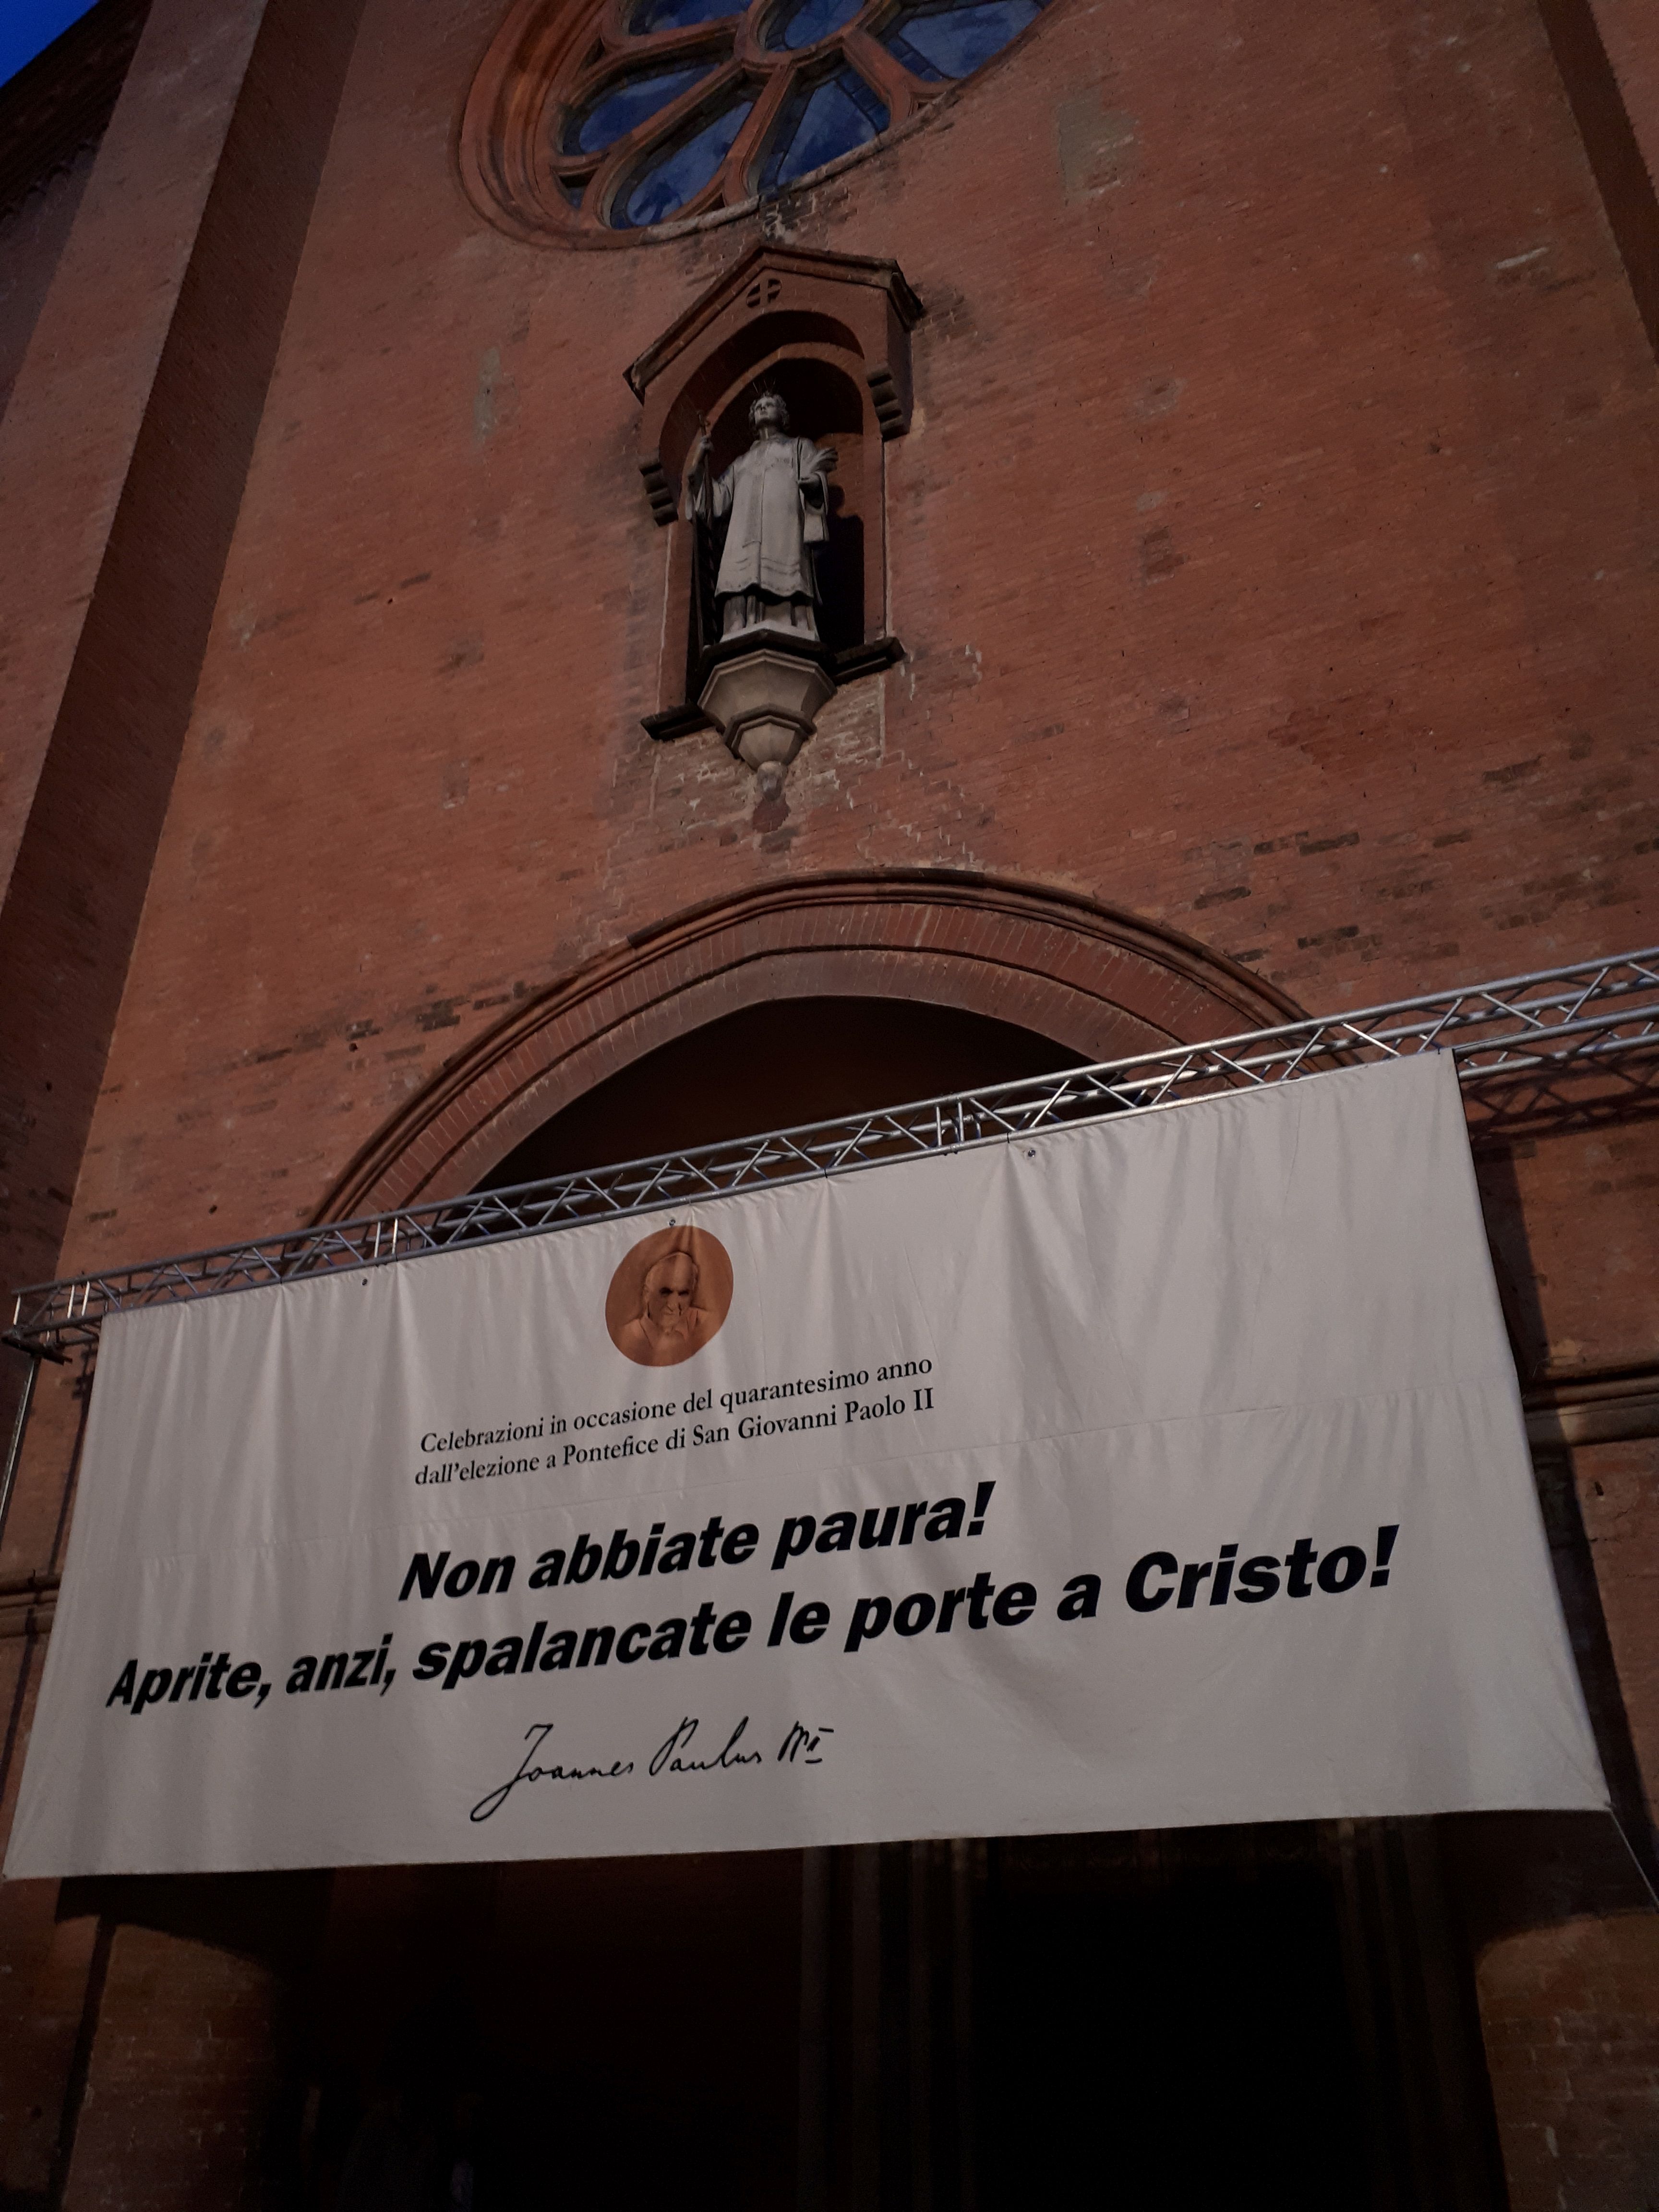 Celebrazioni in occasione del quarantesimo anno
dall'elezione a Pontefice di San Giovanni Paolo II
Non abbiate paura!
Aprite, anzi, spalancate le porte a Cristo!
Joannes Paulus II